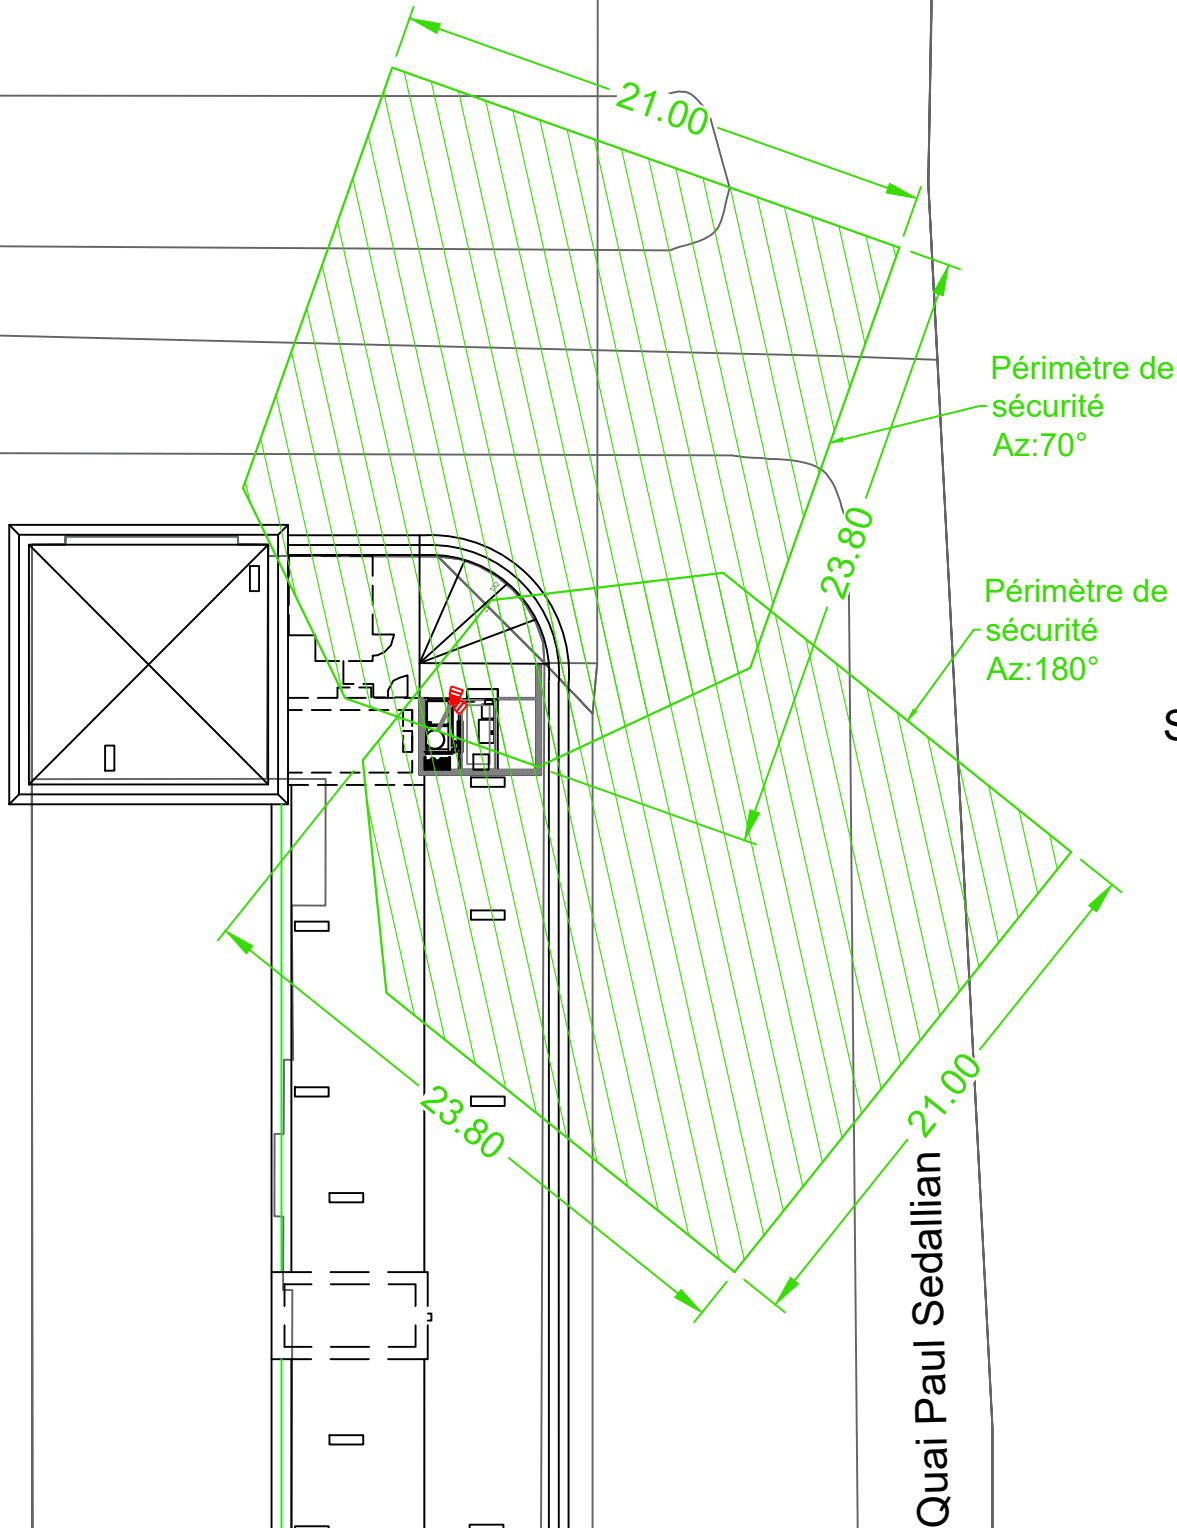 21.00
Périmètre de
sécurité
Az:70°
23.80
Périmètre de
sécurité
Az:180°
S
23.80
21.00
Quai Paul Sedallian